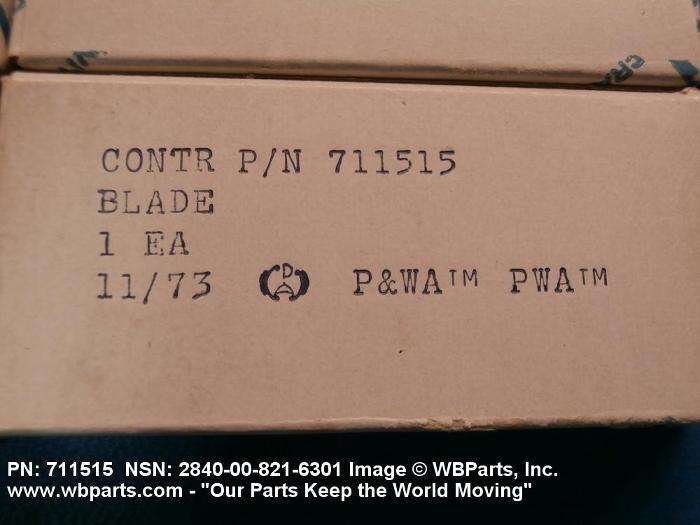 CONTR P/N 711515
BLADE
1 EA
11/73 P&WA™ PWA™
PN: 711515 NSN: 2840-00-821-6301 Image © WBParts, Inc.
www.wbparts.com - "Our Parts Keep the World Moving"